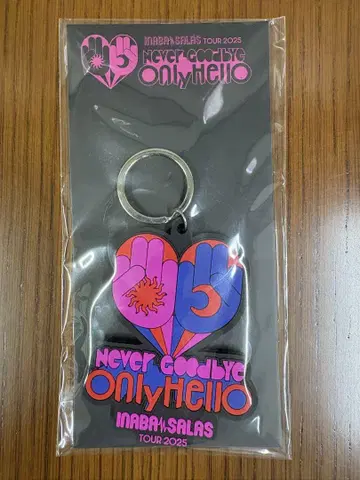 INABA/SALAS TOUR 2025
Never Goodbye
Only Hello
Never Goodbye
Only Hello
INABA/SALAS
TOUR 2025